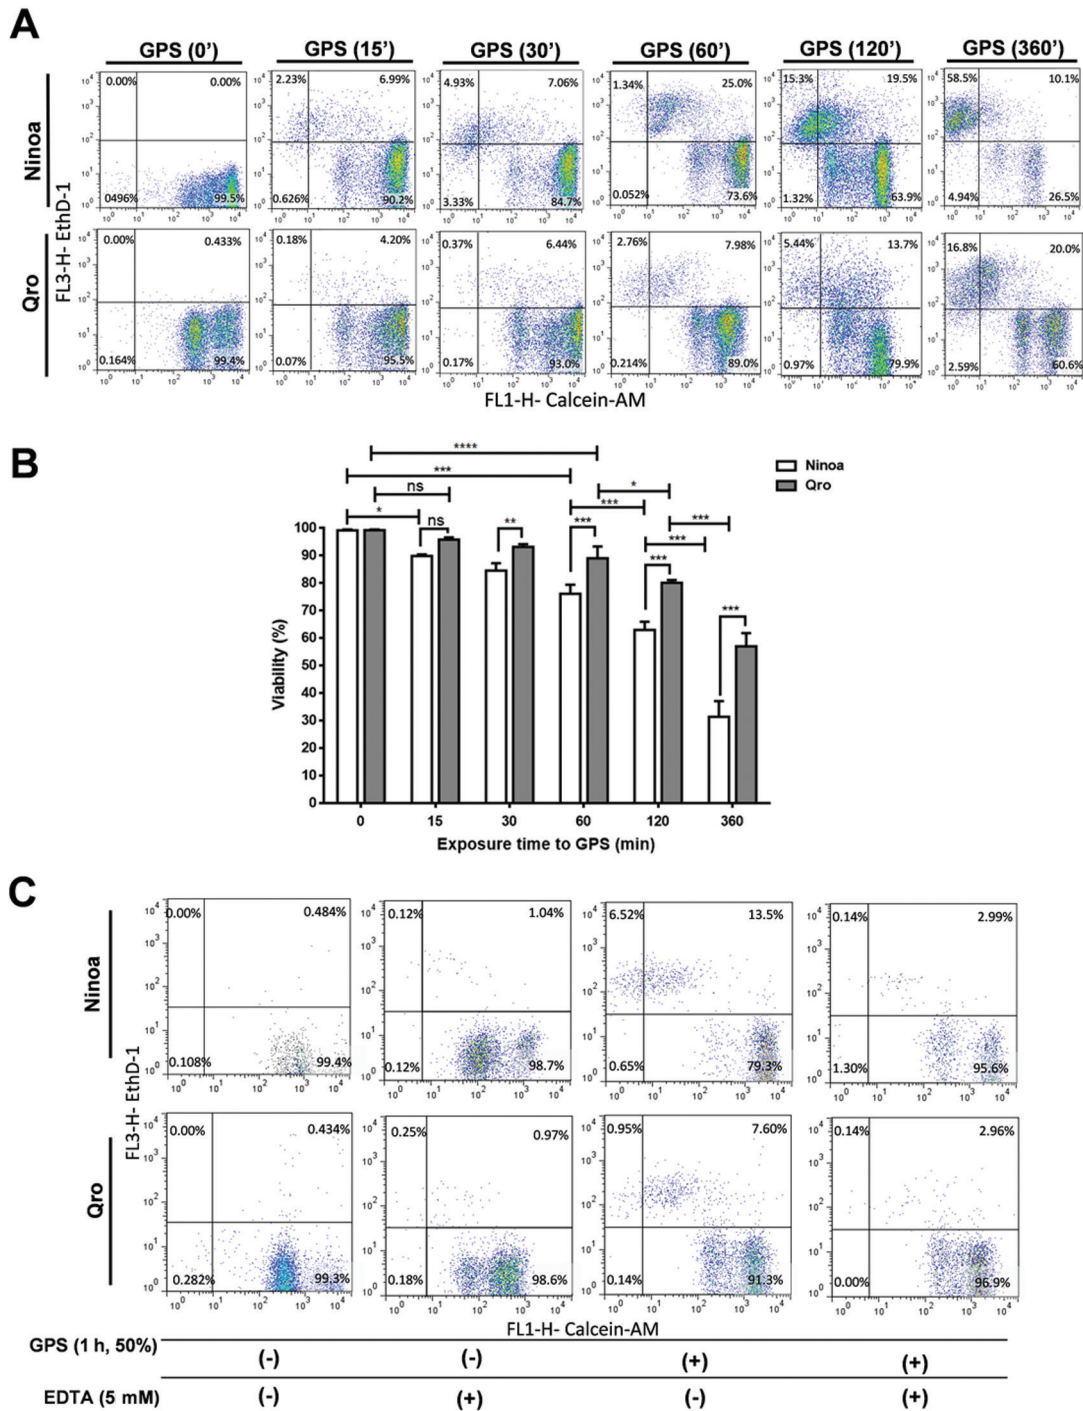 A
GPS (0') GPS (15') GPS (30') GPS (60') GPS (120') GPS (360')
Ninoa
FL3-H- EthD-1
0.00% 0.00% 2.23% 6.99% 4.93% 7.06% 1.34% 25.0% 15.3% 19.5% 58.5% 10.1%
0496% 99.5% 0.626% 90.2% 3.33% 84.7% 0.052% 73.6% 1.32% 63.9% 4.94% 26.5%
Qro
0.00% 0.433% 0.18% 4.20% 0.37% 6.44% 2.76% 7.98% 5.44% 13.7% 16.8% 20.0%
0.164% 99.4% 0.07% 95.5% 0.17% 93.0% 0.214% 89.0% 0.97% 79.9% 2.59% 60.6%
FL1-H- Calcein-AM
B
****
***
ns * ***
* ns ** *** *** *** *** ***
Ninoa
Qro
Viability (%)
100
90
80
70
60
50
40
30
20
10
0
0 15 30 60 120 360
Exposure time to GPS (min)
C
Ninoa
FL3-H- EthD-1
0.00% 0.484% 0.12% 1.04% 6.52% 13.5% 0.14% 2.99%
0.108% 99.4% 0.12% 98.7% 0.65% 79.3% 1.30% 95.6%
Qro
0.00% 0.434% 0.25% 0.97% 0.95% 7.60% 0.14% 2.96%
0.282% 99.3% 0.18% 98.6% 0.14% 91.3% 0.00% 96.9%
FL1-H- Calcein-AM
GPS (1 h, 50%) (-) (-) (+) (+)
EDTA (5 mM) (-) (+) (-) (+)